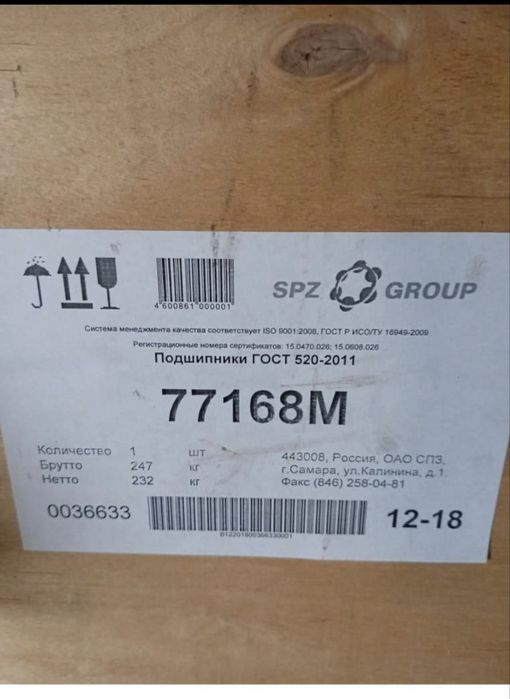 4 600861 000001
SPZ GROUP
Система менеджмента качества соответствует ISO 9001:2008, ГОСТ Р ИСО/ТУ 16949-2009
Регистрационные номера сертификатов: 15.0470.026; 15.0608.026
Подшипники ГОСТ 520-2011
77168М
Количество 1 шт
Брутто 247 кг
Нетто 232 кг
443008, Россия, ОАО СПЗ,
г.Самара, ул.Калинина, д.1.
Факс (846) 258-04-81
0036633
B12201800366330001
12-18